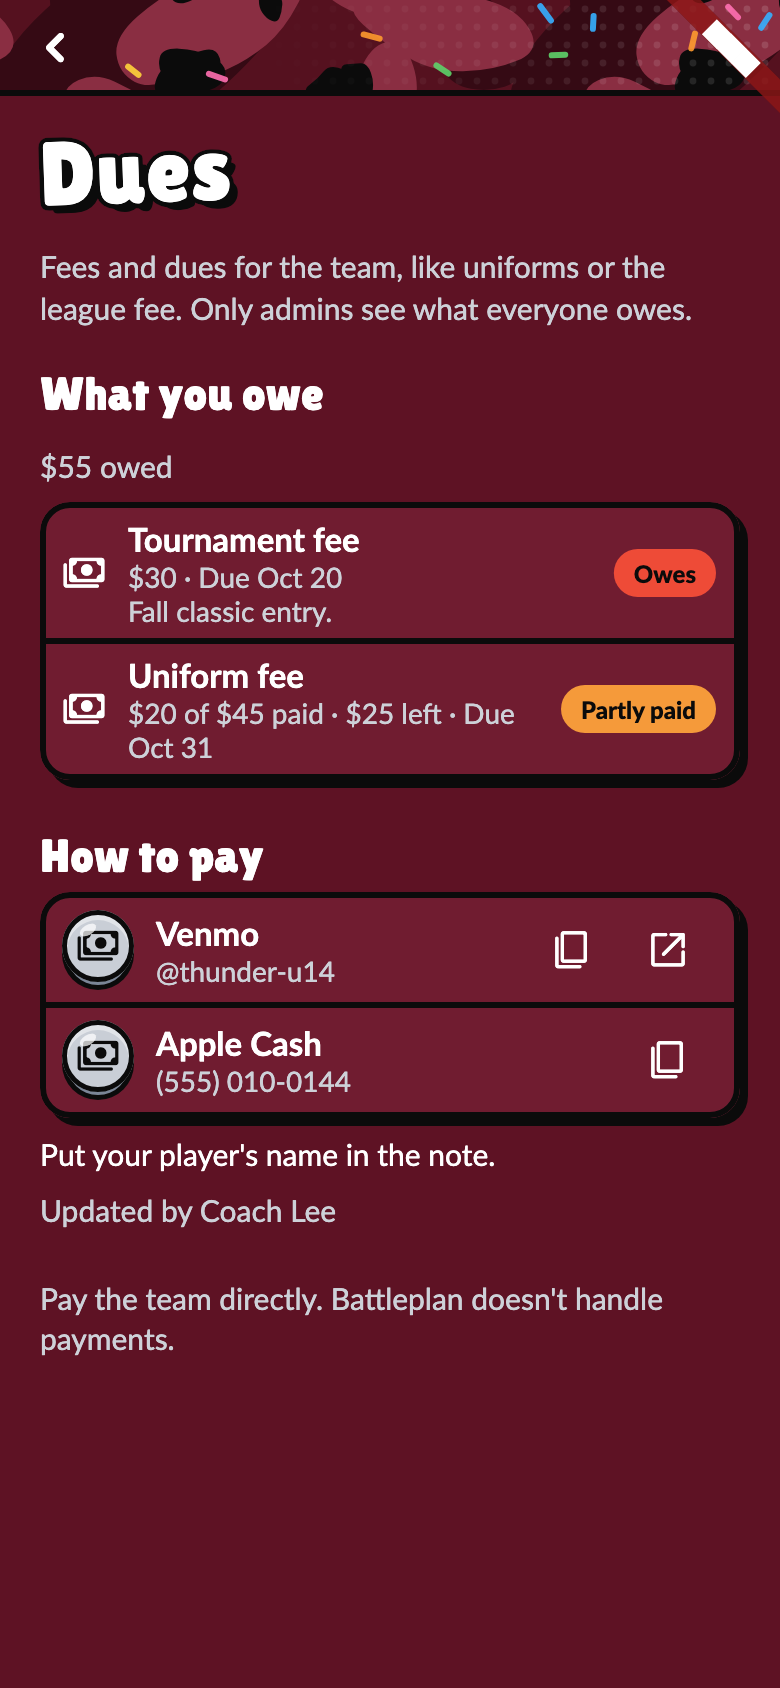 Dues
Fees and dues for the team, like uniforms or the
league fee. Only admins see what everyone owes.
What you owe
$55 owed
Tournament fee
$30 · Due Oct 20
Fall classic entry.
Owes
Uniform fee
$20 of $45 paid · $25 left · Due
Oct 31
Partly paid
How to pay
Venmo
@thunder-u14
Apple Cash
(555) 010-0144
Put your player's name in the note.
Updated by Coach Lee
Pay the team directly. Battleplan doesn't handle
payments.